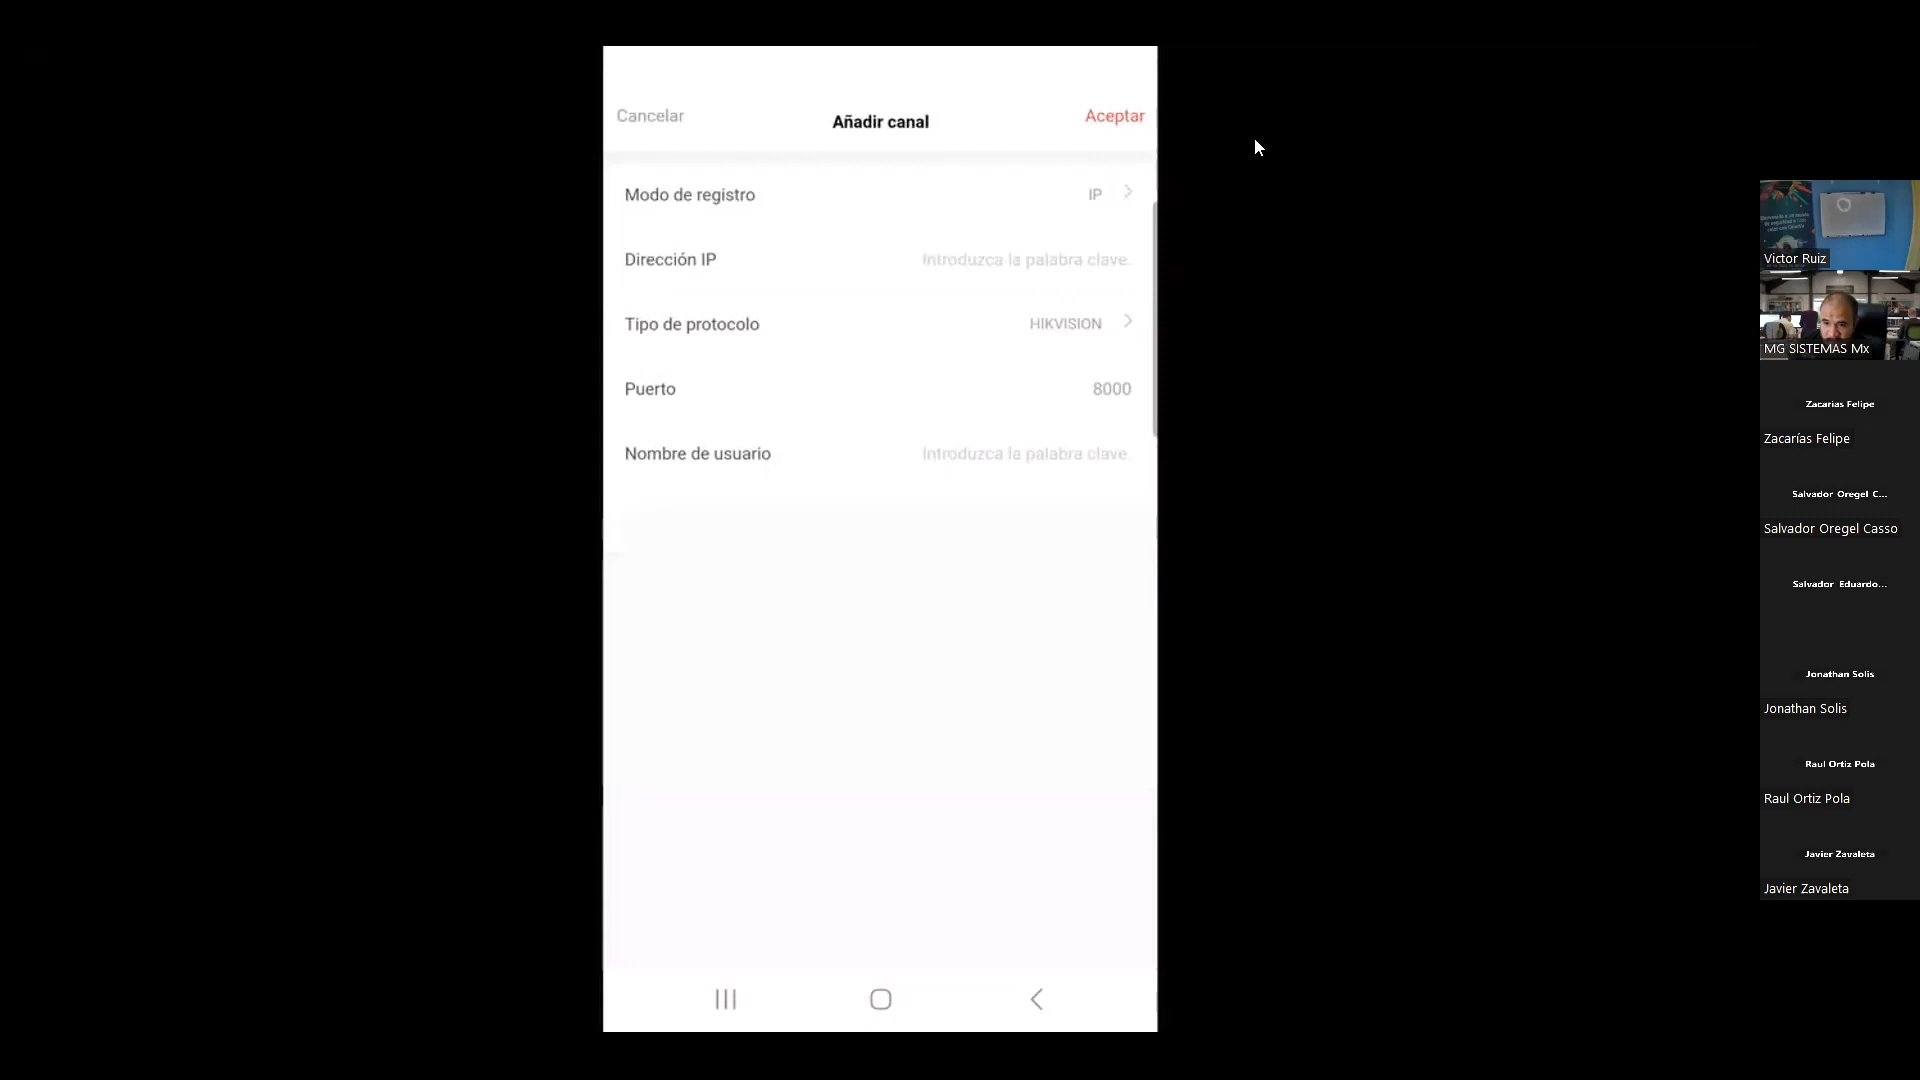 Cancelar
Añadir canal
Aceptar
Modo de registro
IP
Dirección IP
Introduzca la palabra clave.
Tipo de protocolo
HIKVISION
Puerto
8000
Nombre de usuario
Introduzca la palabra clave.
Victor Ruiz
MG SISTEMAS Mx
Zacarias Felipe
Zacarías Felipe
Salvador Oregel C...
Salvador Oregel Casso
Salvador Eduardo...
Jonathan Solis
Jonathan Solis
Raul Ortiz Pola
Raul Ortiz Pola
Javier Zavaleta
Javier Zavaleta